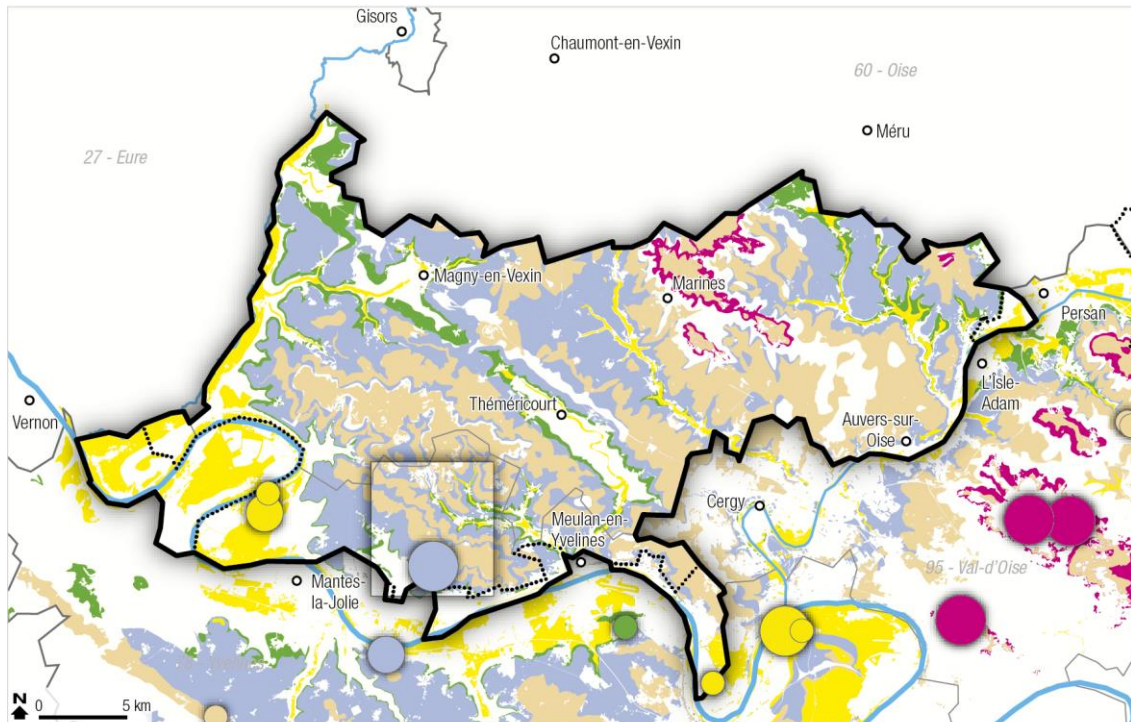 Gisors
Chaumont-en-Vexin
60 - Oise
Méru
27 - Eure
Magny-en-Vexin
Marines
Persan
L'Isle-
Adam
Vernon
Théméricourt
Auvers-sur-
Oise
Cergy
Meulan-en-
Yvelines
95 - Val-d'Oise
Mantes-
la-Jolie
N
0 5 km